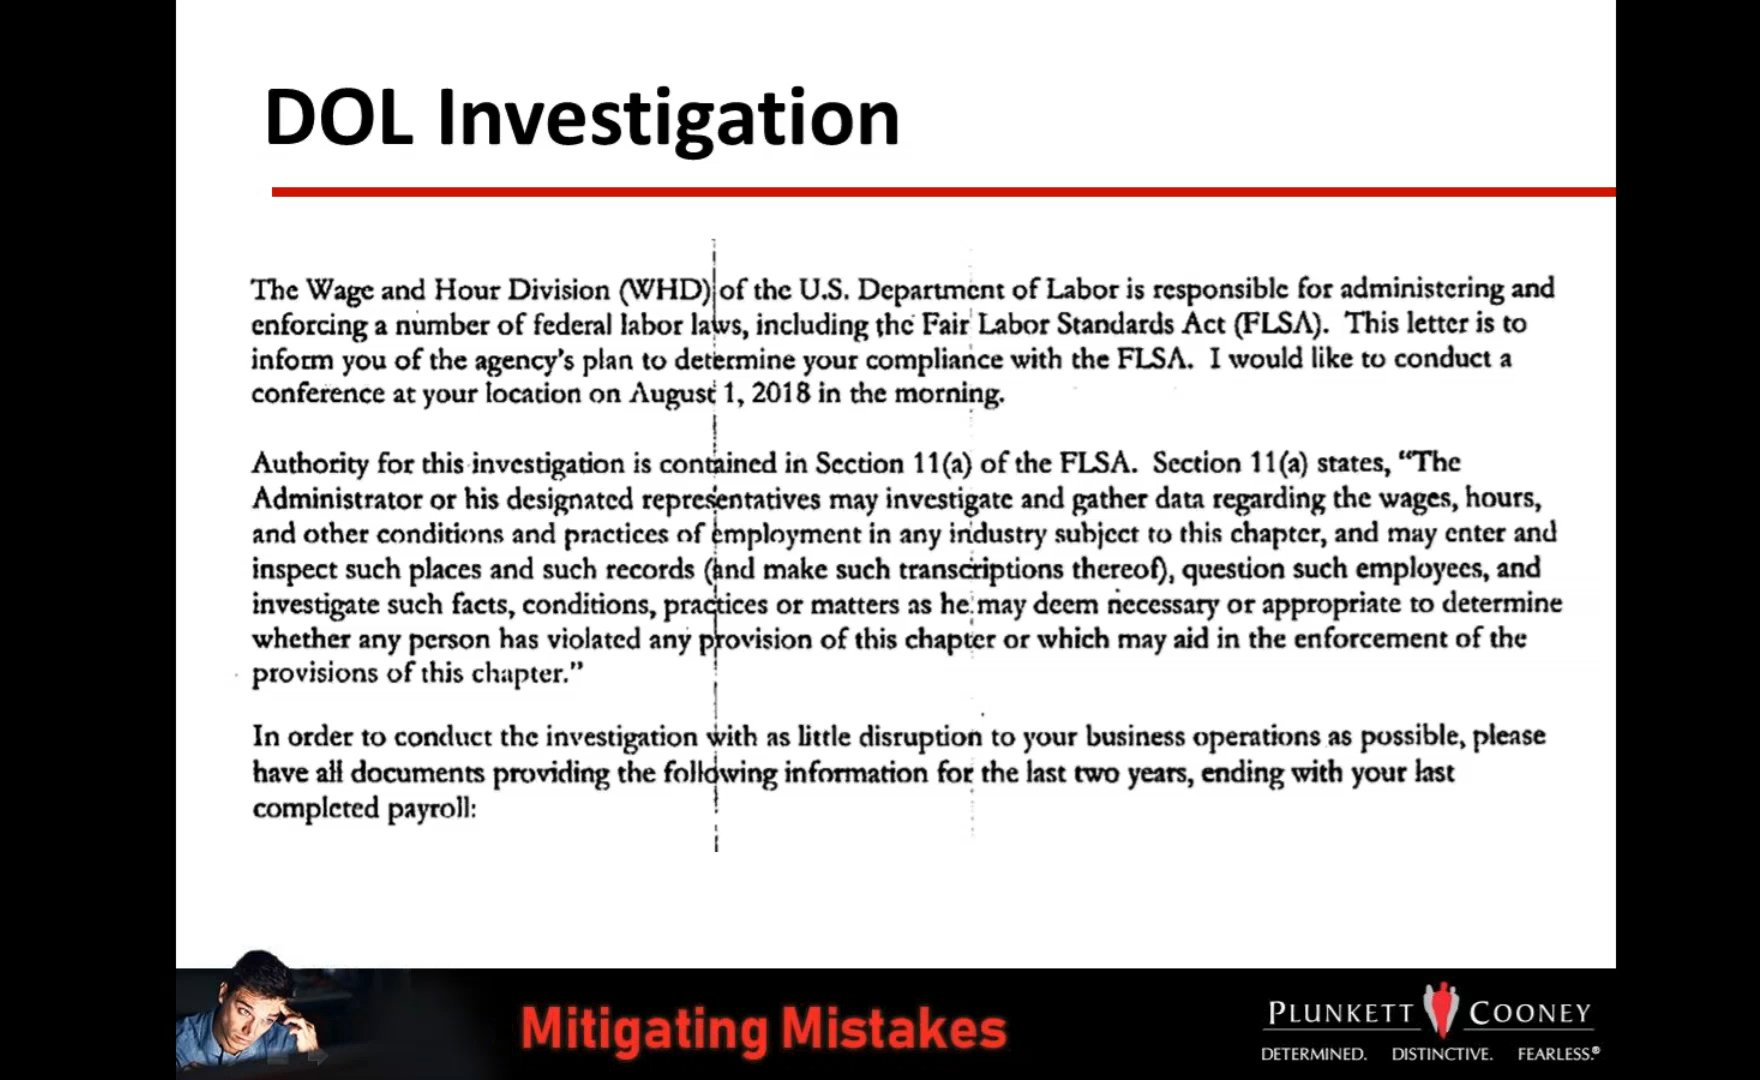 DOL Investigation
The Wage and Hour Division (WHD) of the U.S. Department of Labor is responsible for administering and
enforcing a number of federal labor laws, including the Fair Labor Standards Act (FLSA). This letter is to
inform you of the agency's plan to determine your compliance with the FLSA. I would like to conduct a
conference at your location on August 1, 2018 in the morning.
Authority for this investigation is contained in Section 11(a) of the FLSA. Section 11(a) states, “The
Administrator or his designated representatives may investigate and gather data regarding the wages, hours,
and other conditions and practices of employment in any industry subject to this chapter, and may enter and
inspect such places and such records (and make such transcriptions thereof), question such employees, and
investigate such facts, conditions, practices or matters as he may deem necessary or appropriate to determine
whether any person has violated any provision of this chapter or which may aid in the enforcement of the
provisions of this chapter.”
In order to conduct the investigation with as little disruption to your business operations as possible, please
have all documents providing the following information for the last two years, ending with your last
completed payroll:
Mitigating Mistakes
PLUNKETT COONEY
DETERMINED. DISTINCTIVE. FEARLESS.®